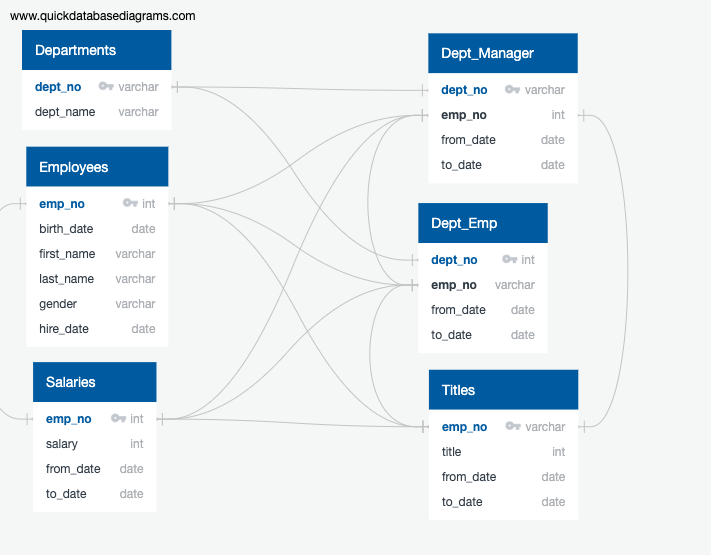 www.quickdatabasediagrams.com
Departments
dept_no varchar
dept_name varchar
Employees
emp_no int
birth_date date
first_name varchar
last_name varchar
gender varchar
hire_date date
Salaries
emp_no int
salary int
from_date date
to_date date
Dept_Manager
dept_no varchar
emp_no int
from_date date
to_date date
Dept_Emp
dept_no int
emp_no varchar
from_date date
to_date date
Titles
emp_no varchar
title int
from_date date
to_date date